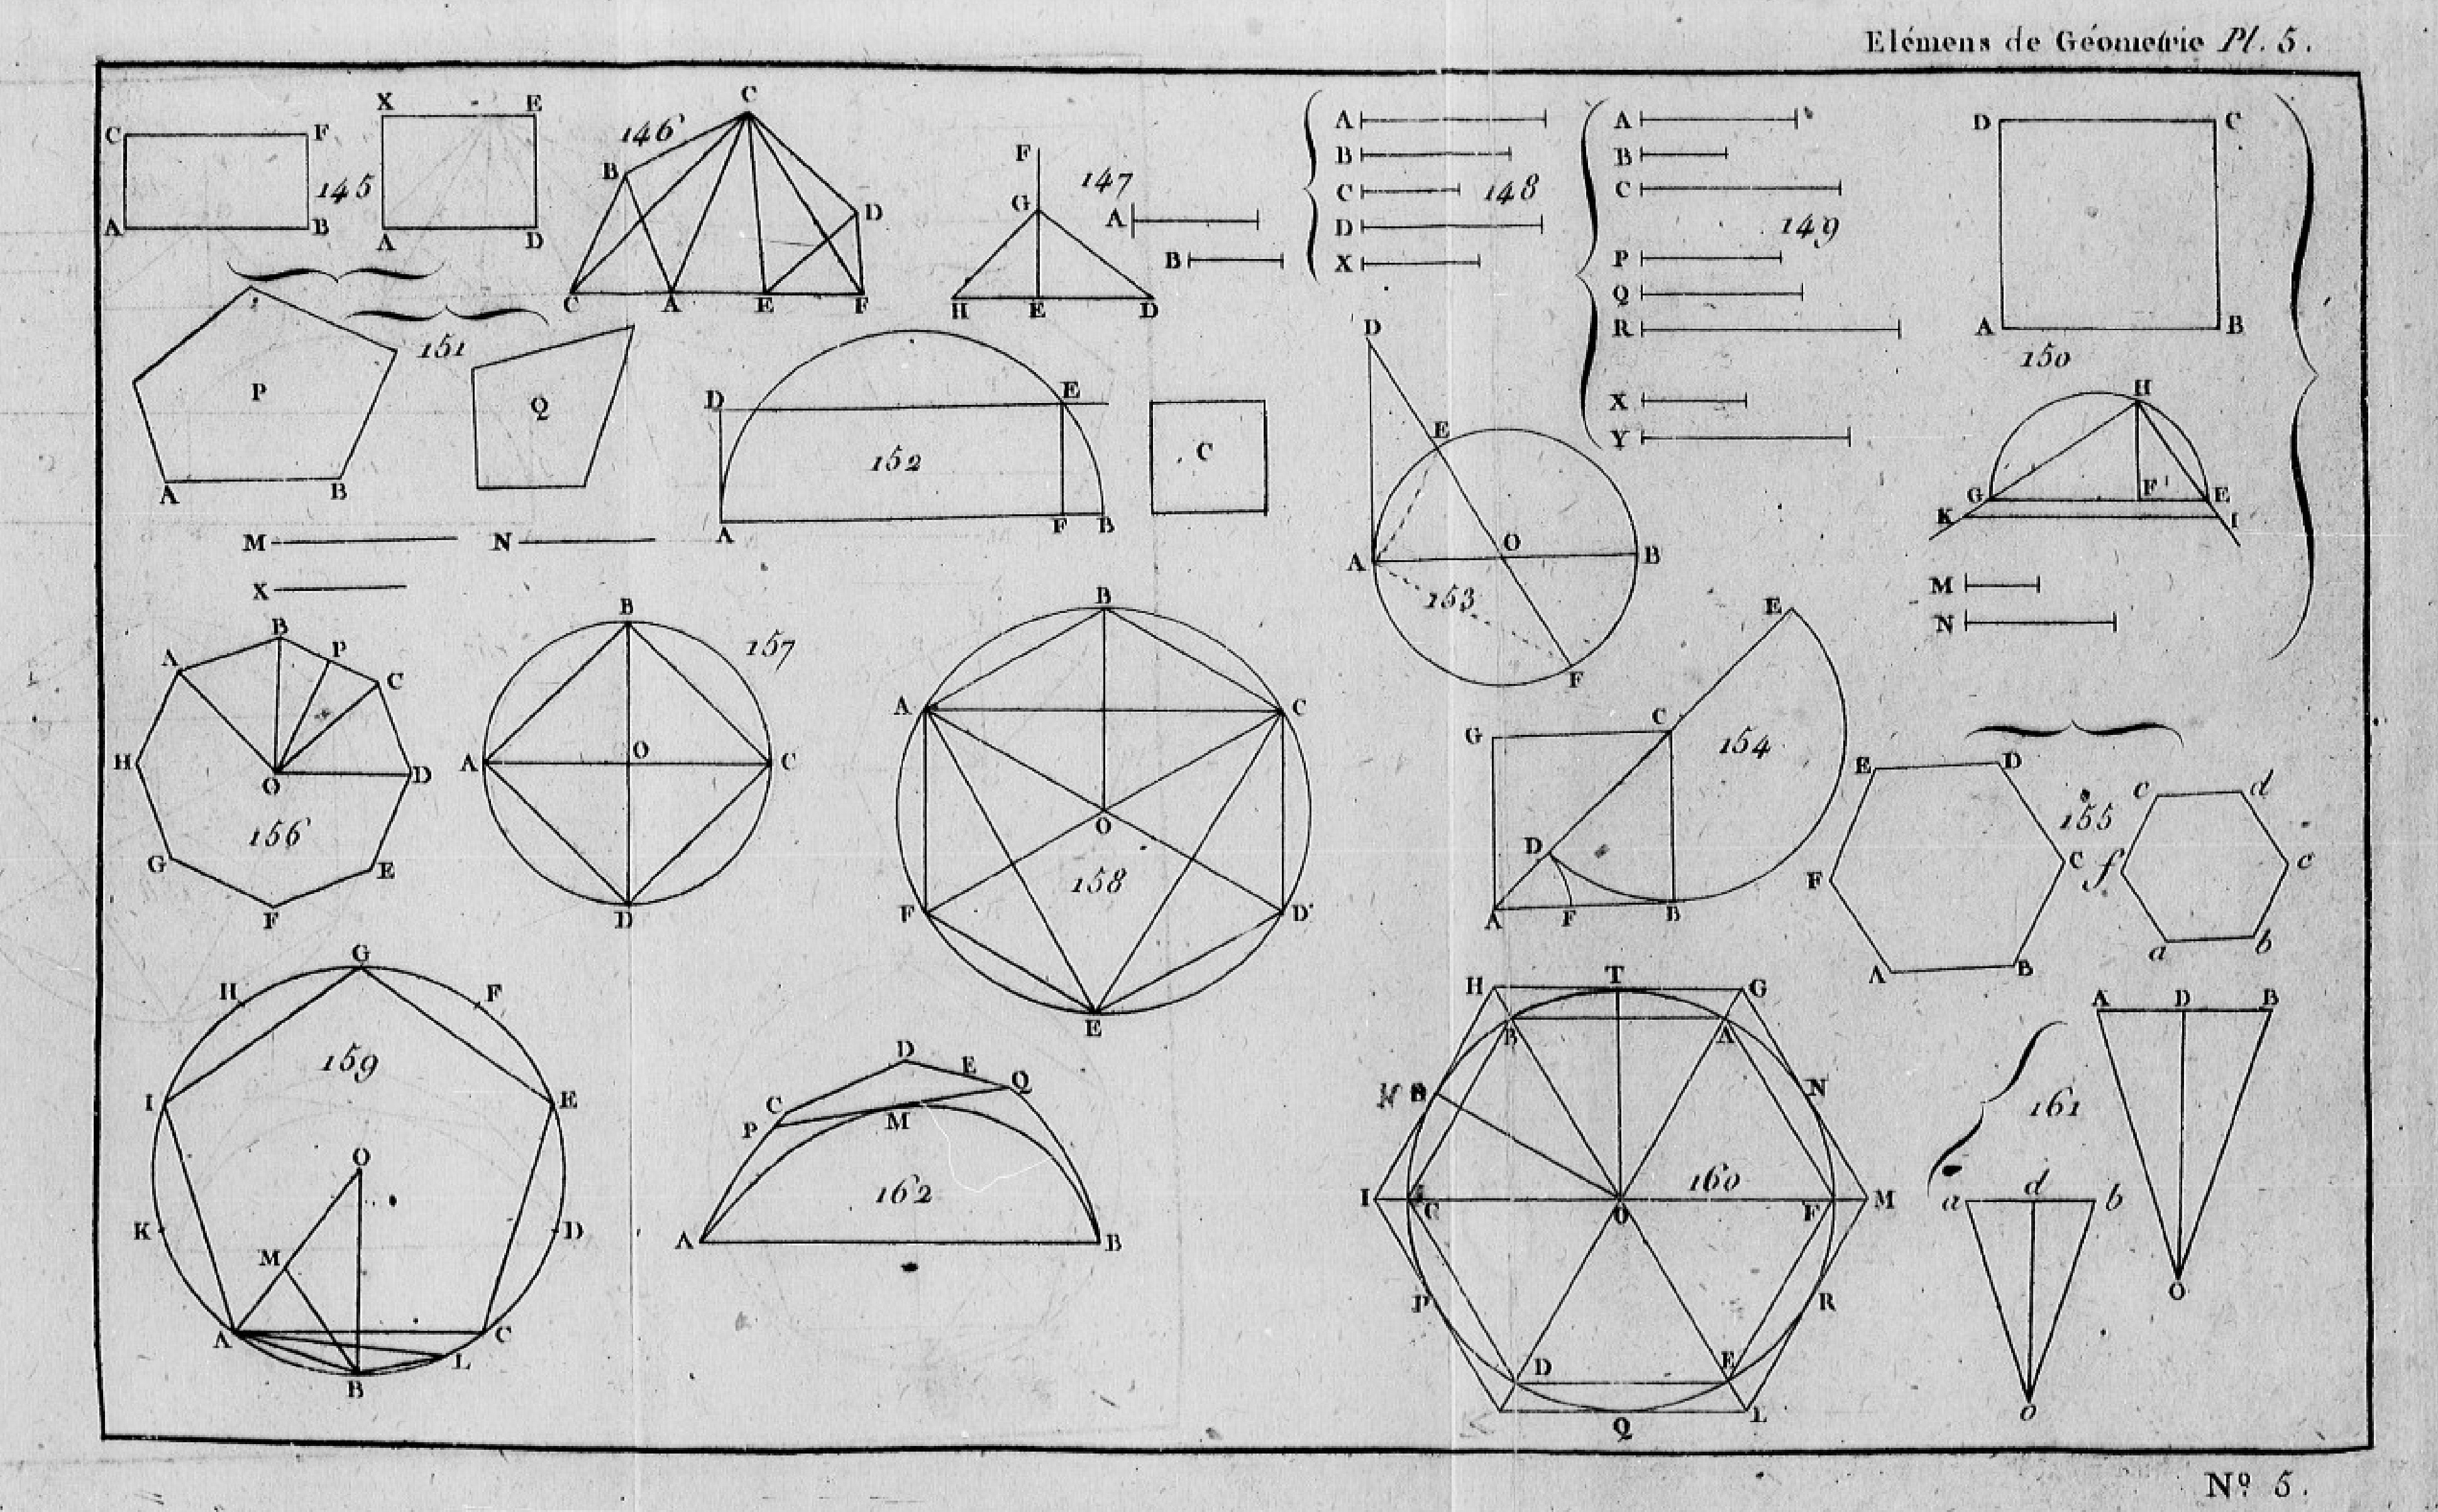 Elémens de Géometrie Pl. 5.
C F X E
145
A B A D
C
146
B D
C A E F
F
147
G A
B
H E D
A
B
C 148
D
X
A
B
C
149
P
Q
R
X
Y
D C
A B
150
H
G F E
K I
M
N
151
P Q
A B
M N
X
D E
152
C
A F B
D
E
O
A B
153
F
B
A P C
H O D
156
G E
F
B
157
A O C
D
B
A C
O
158
F D
E
E
G C
154
D
A F B
E D
155
F C
A B
c d
f c
a b
G
H F
159
I E
O
K D
M
A C
L
B
D E
C Q
P M
162
A B
H T G
B A
N
160
I C O F M
P R
D E
Q L
A D B
161
a d b
O
o
Nº 5.